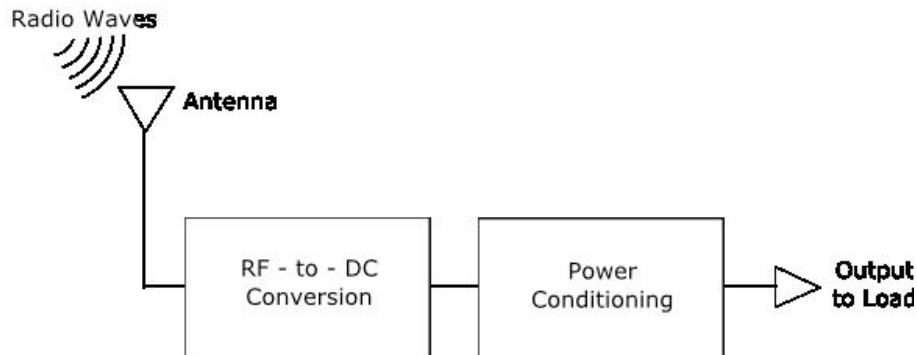 Radio Waves
Antenna
RF - to - DC
Conversion
Power
Conditioning
Output
to Load